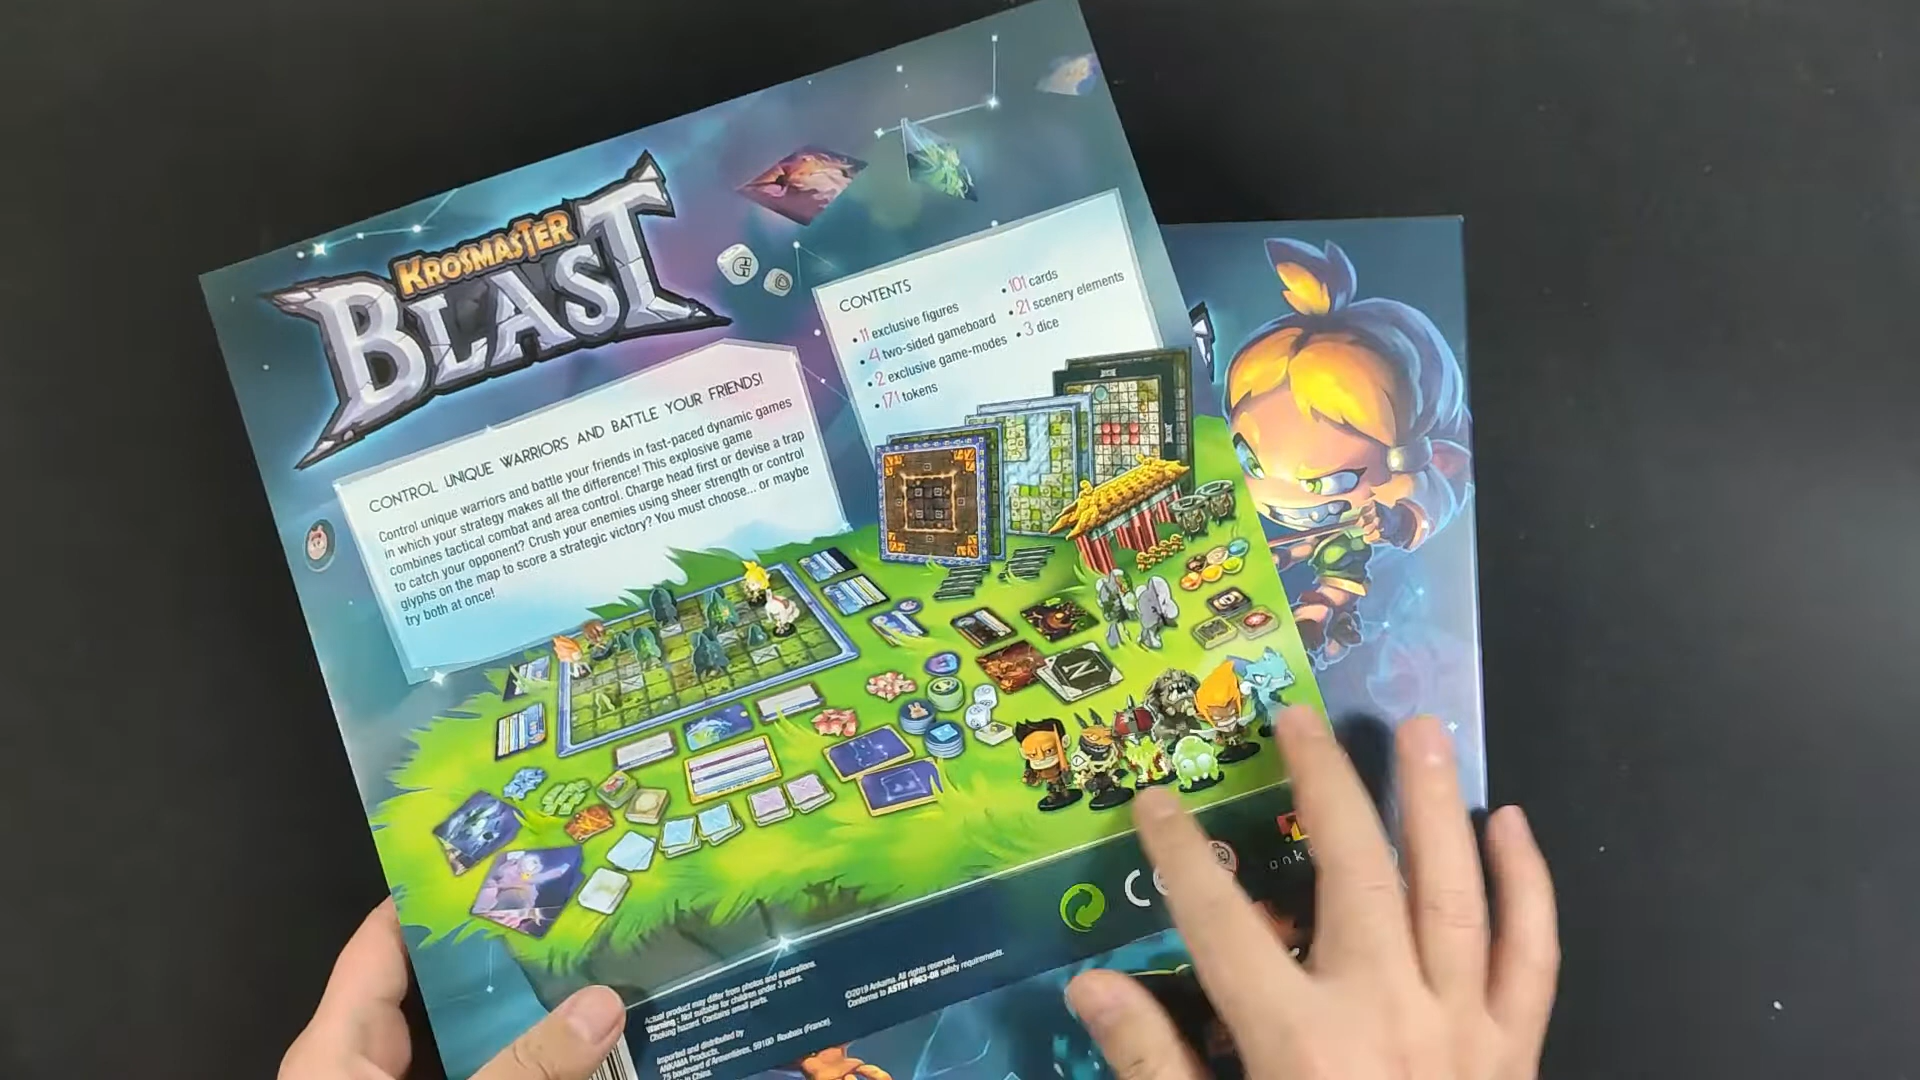 KROSMASTER
BLAST
CONTENTS
• 11 exclusive figures
• 4 two-sided gameboard
• 2 exclusive game-modes
• 171 tokens
• 101 cards
• 21 scenery elements
• 3 dice
CONTROL UNIQUE WARRIORS AND BATTLE YOUR FRIENDS!
Control unique warriors and battle your friends in fast-paced dynamic games
in which your strategy makes all the difference! This explosive game
combines tactical combat and area control. Charge head first or devise a trap
to catch your opponent? Crush your enemies using sheer strength or control
glyphs on the map to score a strategic victory? You must choose... or maybe
try both at once!
N
Actual product may differ from photos and illustrations.
Warning : Not suitable for children under 3 years.
Choking hazard. Contains small parts.
©2019 Ankama. All rights reserved.
Conforms to ASTM F963-08 safety requirements.
Imported and distributed by
ANKAMA Products.
75 boulevard d'Armentières, 59100 Roubaix (France).
in China.